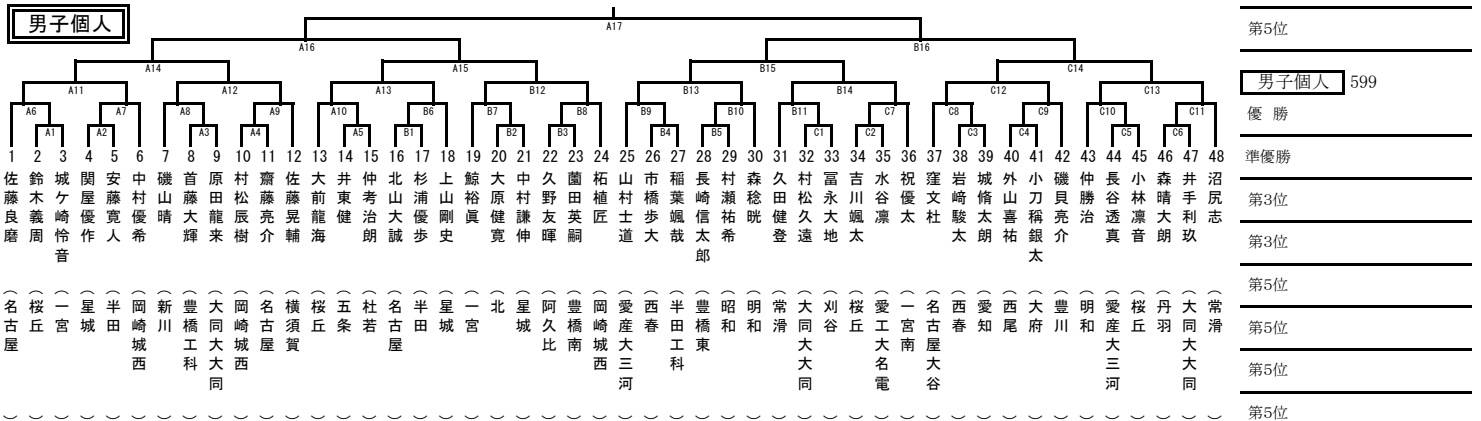 男子個人
A17
A16
B16
A14
A15
B15
C14
A11
A12
A13
B12
B13
B14
C12
C13
A6
A7
A8
A9
A10
B6
B7
B8
B9
B10
B11
C7
C8
C9
C10
C11
A1
A2
A3
A4
A5
B1
B2
B3
B4
B5
C1
C2
C3
C4
C5
C6
1 佐藤良磨 （名古屋）
2 鈴木義周 （桜丘）
3 城ケ崎怜音 （一宮）
4 関屋優作 （星城）
5 安藤寛人 （半田）
6 中村優希 （岡崎城西）
7 磯山晴 （新川）
8 首藤大輝 （豊橋工科）
9 原田龍来 （大同大大同）
10 村松辰樹 （岡崎城西）
11 齋藤亮介 （名古屋）
12 佐藤晃輔 （横須賀）
13 大前龍海 （桜丘）
14 井東健 （五条）
15 仲考治朗 （杜若）
16 北山大誠 （名古屋）
17 杉浦優歩 （半田）
18 上山剛史 （星城）
19 鯨裕眞 （一宮）
20 大原健寛 （北）
21 中村謙伸 （星城）
22 久野友暉 （阿久比）
23 薗田英嗣 （豊橋南）
24 柘植匠 （岡崎城西）
25 山村士道 （愛産大三河）
26 市橋歩大 （西春）
27 稲葉颯哉 （半田工科）
28 長崎信太郎 （豊橋東）
29 村瀬祐希 （昭和）
30 森稔晄 （明和）
31 久田健登 （常滑）
32 村松久遠 （大同大大同）
33 冨永大地 （刈谷）
34 吉川颯太 （桜丘）
35 水谷凛 （愛工大名電）
36 祝優太 （一宮南）
37 窪文杜 （名古屋大谷）
38 岩﨑駿太 （西春）
39 城脩太朗 （愛知）
40 外山喜祐 （西尾）
41 小刀稱銀太 （大府）
42 磯貝亮介 （豊川）
43 仲勝治 （明和）
44 長谷透真 （愛産大三河）
45 小林凛音 （桜丘）
46 森晴大朗 （丹羽）
47 井手利玖 （大同大大同）
48 沼尻志 （常滑）
第5位
男子個人 599
優 勝
準優勝
第3位
第3位
第5位
第5位
第5位
第5位